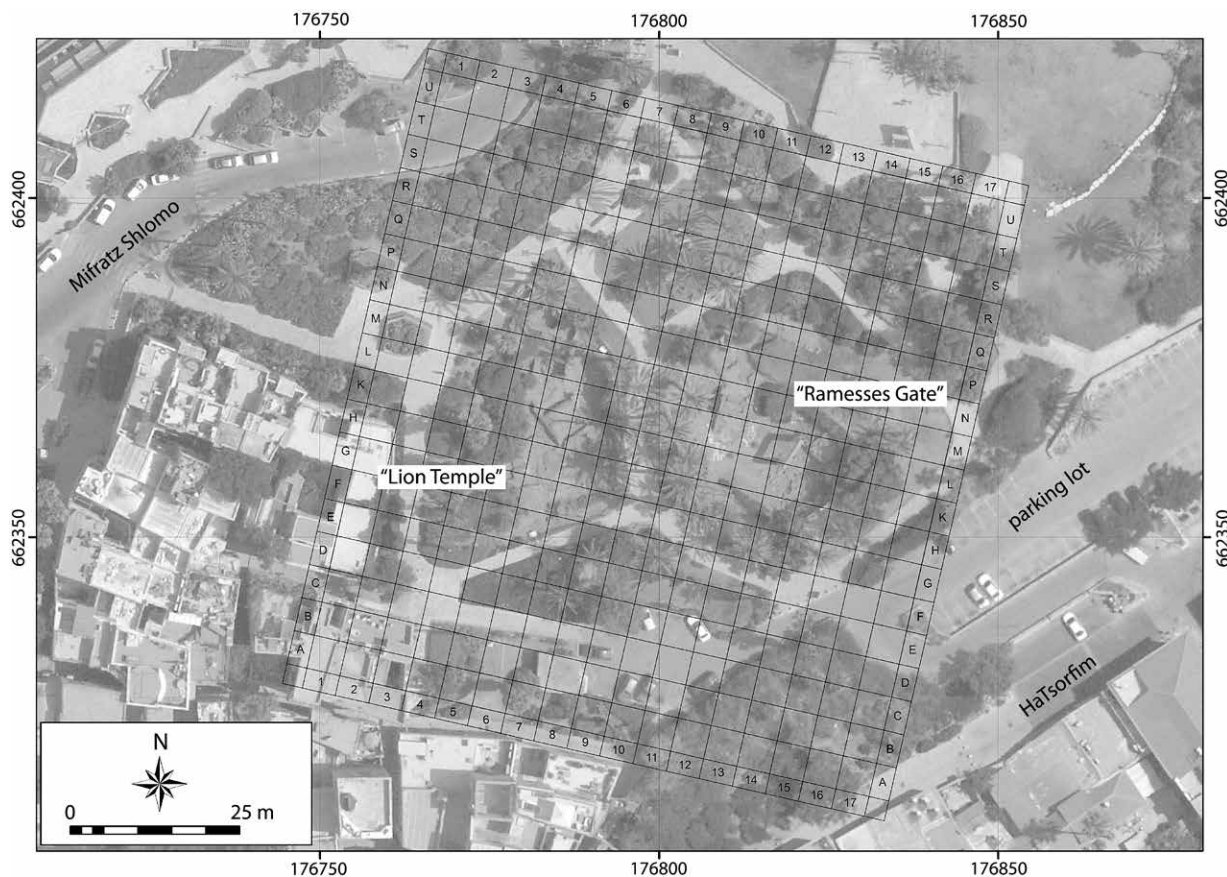 176750 176800 176850
1 2 3 4 5 6 7 8 9 10 11 12 13 14 15 16 17
U U
T T
S S
R R
Q Q
P P
N N
M M
L L
K K
H H
G G
F F
E E
D D
C C
B B
A A
1 2 3 4 5 6 7 8 9 10 11 12 13 14 15 16 17
662400 662400
Mifratz Shlomo
"Ramesses Gate"
"Lion Temple"
parking lot
662350 662350
HaTsorfim
N
0 25 m
176750 176800 176850